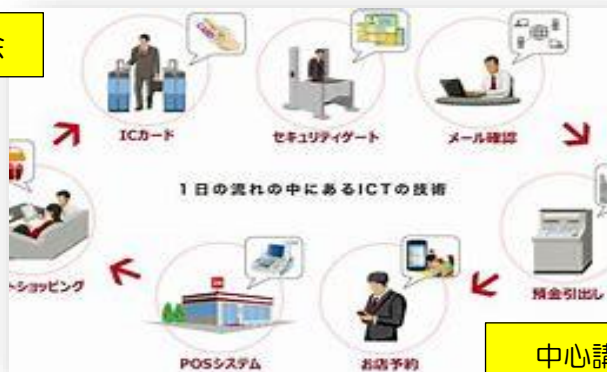 ICカード
セキュリティゲート
メール確認
1日の流れの中にあるICTの技術
トショッピング
預金引出し
POSシステム
お店予約
中心講